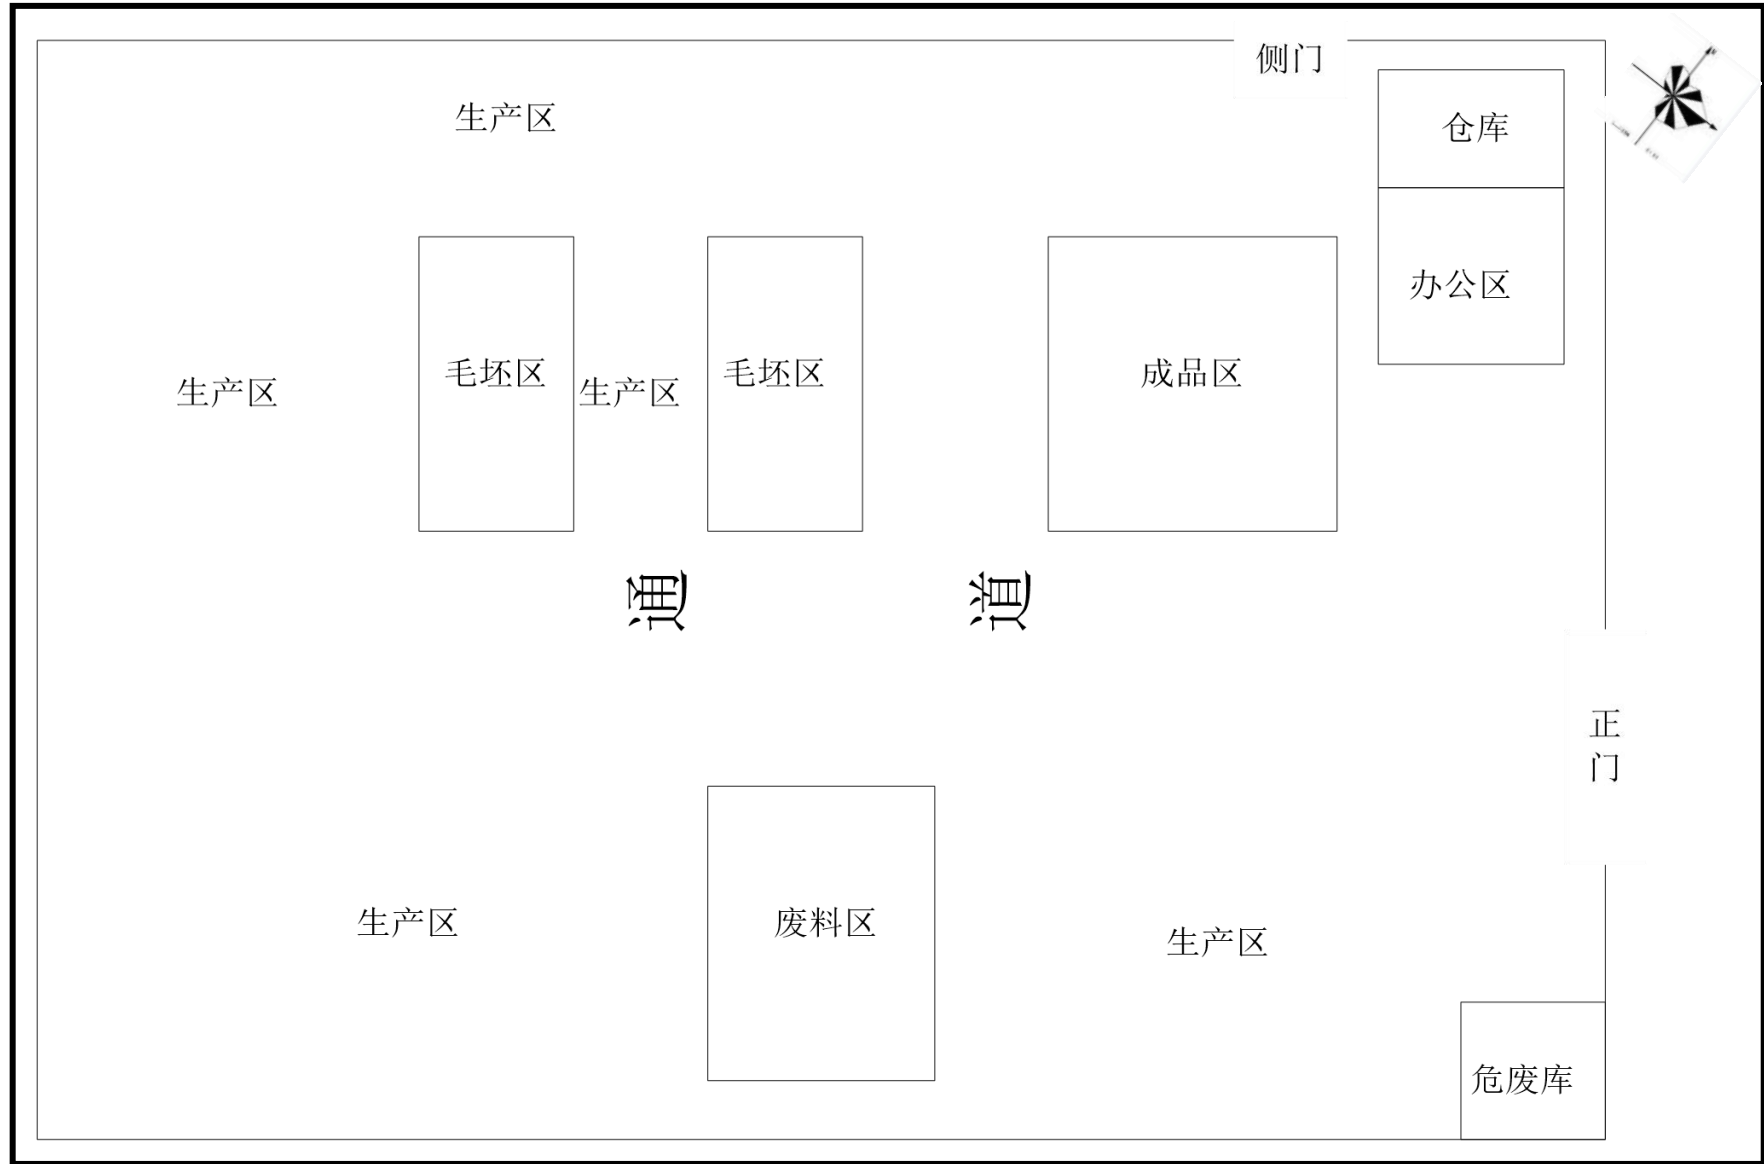 侧门
生产区
仓库
办公区
毛坯区
生产区
毛坯区
成品区
生产区
通道
正门
生产区
废料区
生产区
危废库